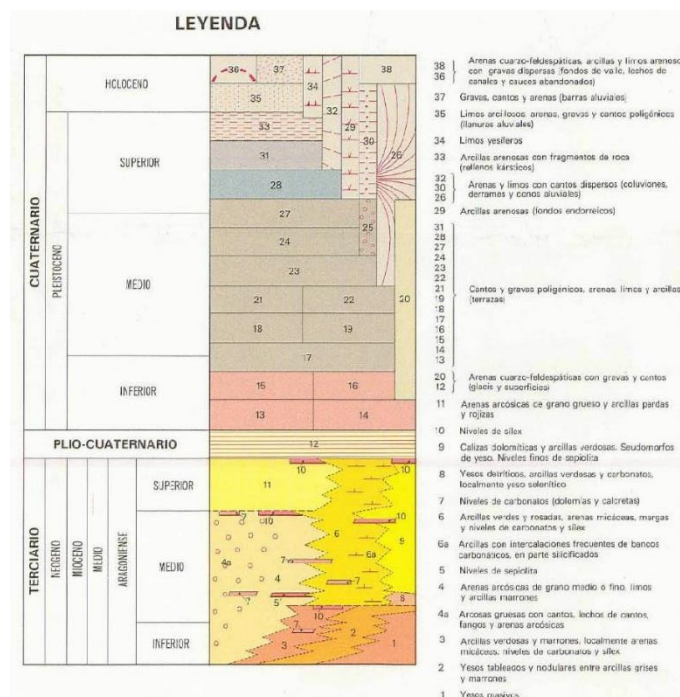 LEYENDA
CUATERNARIO
PLEISTOCENO
HOLOCENO
SUPERIOR
MEDIO
INFERIOR
PLIO-CUATERNARIO
TERCIARIO
NEOGENO
MIOCENO
MEDIO
ARAGONIENSE
SUPERIOR
MEDIO
INFERIOR
36 37 38
34
35
32
29
33
30
26
31
28
27
25
24
23
21 22 20
18 19
17
15 16
13 14
12
10 10
11
7 10 10
6 9
4a 7 6a
4 7
7 5 8
10
7
3 2 1
38
36
Arenas cuarzo-feldespáticas, arcillas y limos arenosos
con gravas dispersas (fondos de valle, lechos de
canales y cauces abandonados)
37 Gravas, cantos y arenas (barras aluviales)
35 Limos arcillosos, arenas, gravas y cantos poligénicos
(llanuras aluviales)
34 Limos yesíferos
33 Arcillas arenosas con fragmentos de roca
(rellenos kársticos)
32
30
26
Arenas y limos con cantos dispersos (coluviones,
derrames y conos aluviales)
29 Arcillas arenosas (fondos endorreicos)
31
28
27
24
23
22
21
19
18
17
16
15
14
13
Cantos y gravas poligénicos, arenas, limos y arcillas
(terrazas)
20
12
Arenas cuarzo-feldespáticas con gravas y cantos
(glacis y superficies)
11 Arenas arcósicas de grano grueso y arcillas pardas
y rojizas
10 Niveles de sílex
9 Calizas dolomíticas y arcillas verdosas. Seudomorfos
de yeso. Niveles finos de sepiolita
8 Yesos detríticos, arcillas verdosas y carbonatos,
localmente yeso selenítico
7 Niveles de carbonatos (dolomías y calcretas)
6 Arcillas verdes y rosadas, arenas micáceas, margas
y niveles de carbonatos y sílex
6a Arcillas con intercalaciones frecuentes de bancos
carbonáticos, en parte silicificados
5 Niveles de sepiolita
4 Arenas arcósicas de grano medio o fino, limos
y arcillas marrones
4a Arcosas gruesas con cantos, lechos de cantos,
fangos y arenas arcósicas
3 Arcillas verdosas y marrones, localmente arenas
micáceas; niveles de carbonatos y sílex
2 Yesos tableados y nodulares entre arcillas grises
y marrones
1 Yesos masivos